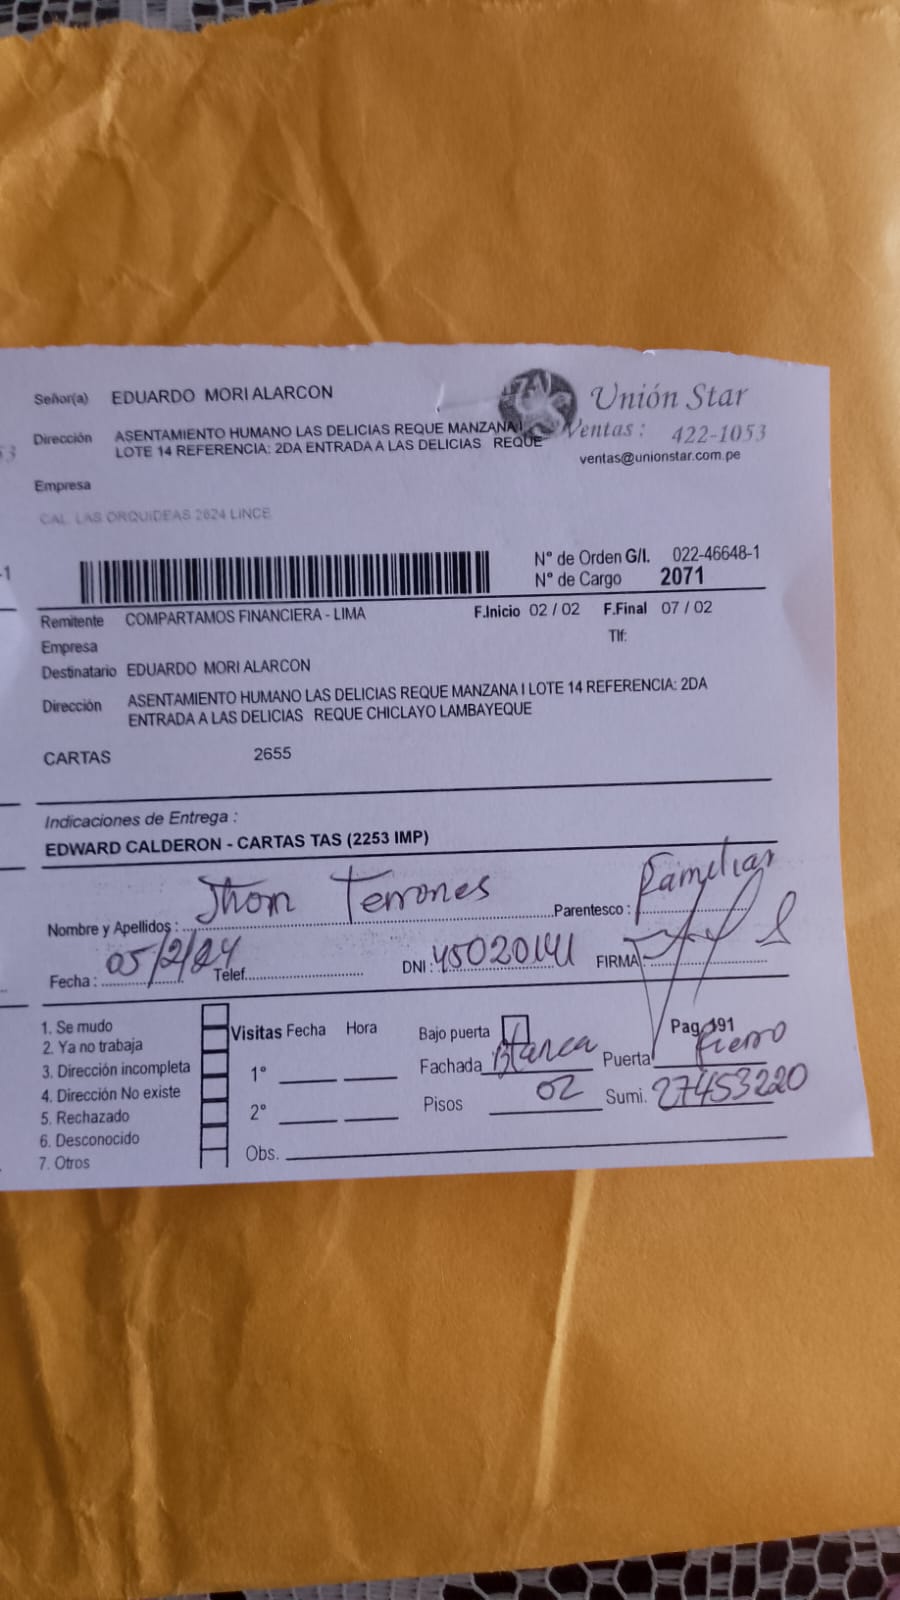 Señor(a) EDUARDO MORI ALARCON
Unión Star
Dirección ASENTAMIENTO HUMANO LAS DELICIAS REQUE MANZANA I
LOTE 14 REFERENCIA: 2DA ENTRADA A LAS DELICIAS REQUE
Ventas: 422-1053
ventas@unionstar.com.pe
Empresa
CAL. LAS ORQUIDEAS 2624 LINCE
-1
N° de Orden G/I. 022-46648-1
N° de Cargo 2071
Remitente COMPARTAMOS FINANCIERA - LIMA F.Inicio 02 / 02 F.Final 07 / 02
Empresa Tlf:
Destinatario EDUARDO MORI ALARCON
Dirección ASENTAMIENTO HUMANO LAS DELICIAS REQUE MANZANA I LOTE 14 REFERENCIA: 2DA
ENTRADA A LAS DELICIAS REQUE CHICLAYO LAMBAYEQUE
CARTAS 2655
Indicaciones de Entrega :
EDWARD CALDERON - CARTAS TAS (2253 IMP)
Nombre y Apellidos : Jhon Terrones Parentesco : Familiar
Fecha : 05/2/24 Telef. DNI : 45020141 FIRMA
1. Se mudo
2. Ya no trabaja
3. Dirección incompleta
4. Dirección No existe
5. Rechazado
6. Desconocido
7. Otros
Visitas Fecha Hora
1°
2°
Obs.
Bajo puerta Pag. 191
Fachada Blanca Puerta Fierro
Pisos 02 Sumi. 27453220